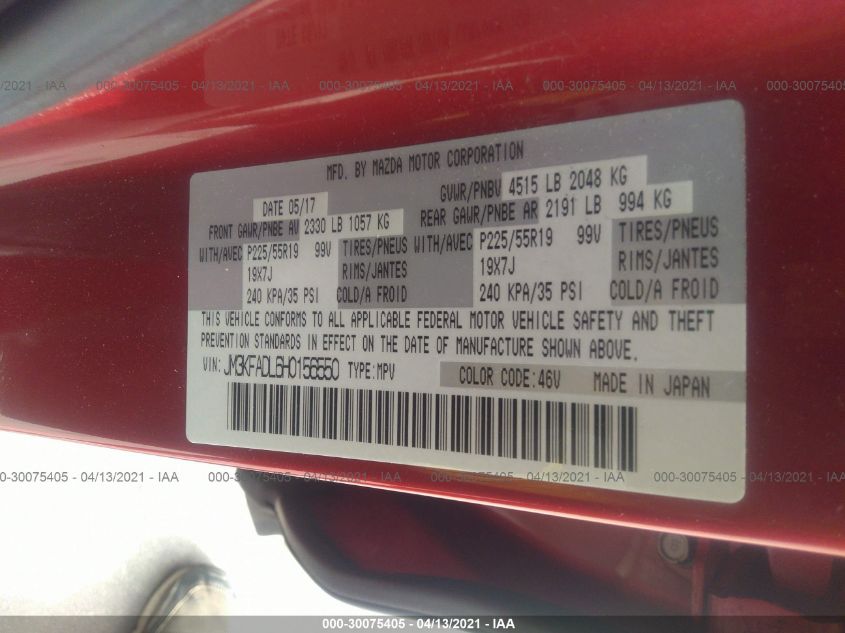 000-30075405 - 04/13/2021 - IAA
MFD. BY MAZDA MOTOR CORPORATION
DATE 05/17
GVWR/PNBV 4515 LB 2048 KG
FRONT GAWR/PNBE AV 2330 LB 1057 KG
REAR GAWR/PNBE AR 2191 LB 994 KG
WITH/AVEC P225/55R19 99V TIRES/PNEUS WITH/AVEC P225/55R19 99V TIRES/PNEUS
19X7J RIMS/JANTES 19X7J RIMS/JANTES
240 KPA/35 PSI COLD/A FROID 240 KPA/35 PSI COLD/A FROID
THIS VEHICLE CONFORMS TO ALL APPLICABLE FEDERAL MOTOR VEHICLE SAFETY AND THEFT
PREVENTION STANDARDS IN EFFECT ON THE DATE OF MANUFACTURE SHOWN ABOVE.
VIN: JM3KFADL6H0156550 TYPE:MPV COLOR CODE:46V MADE IN JAPAN
000-30075405 - 04/13/2021 - IAA
000-30075405 - 04/13/2021 - IAA